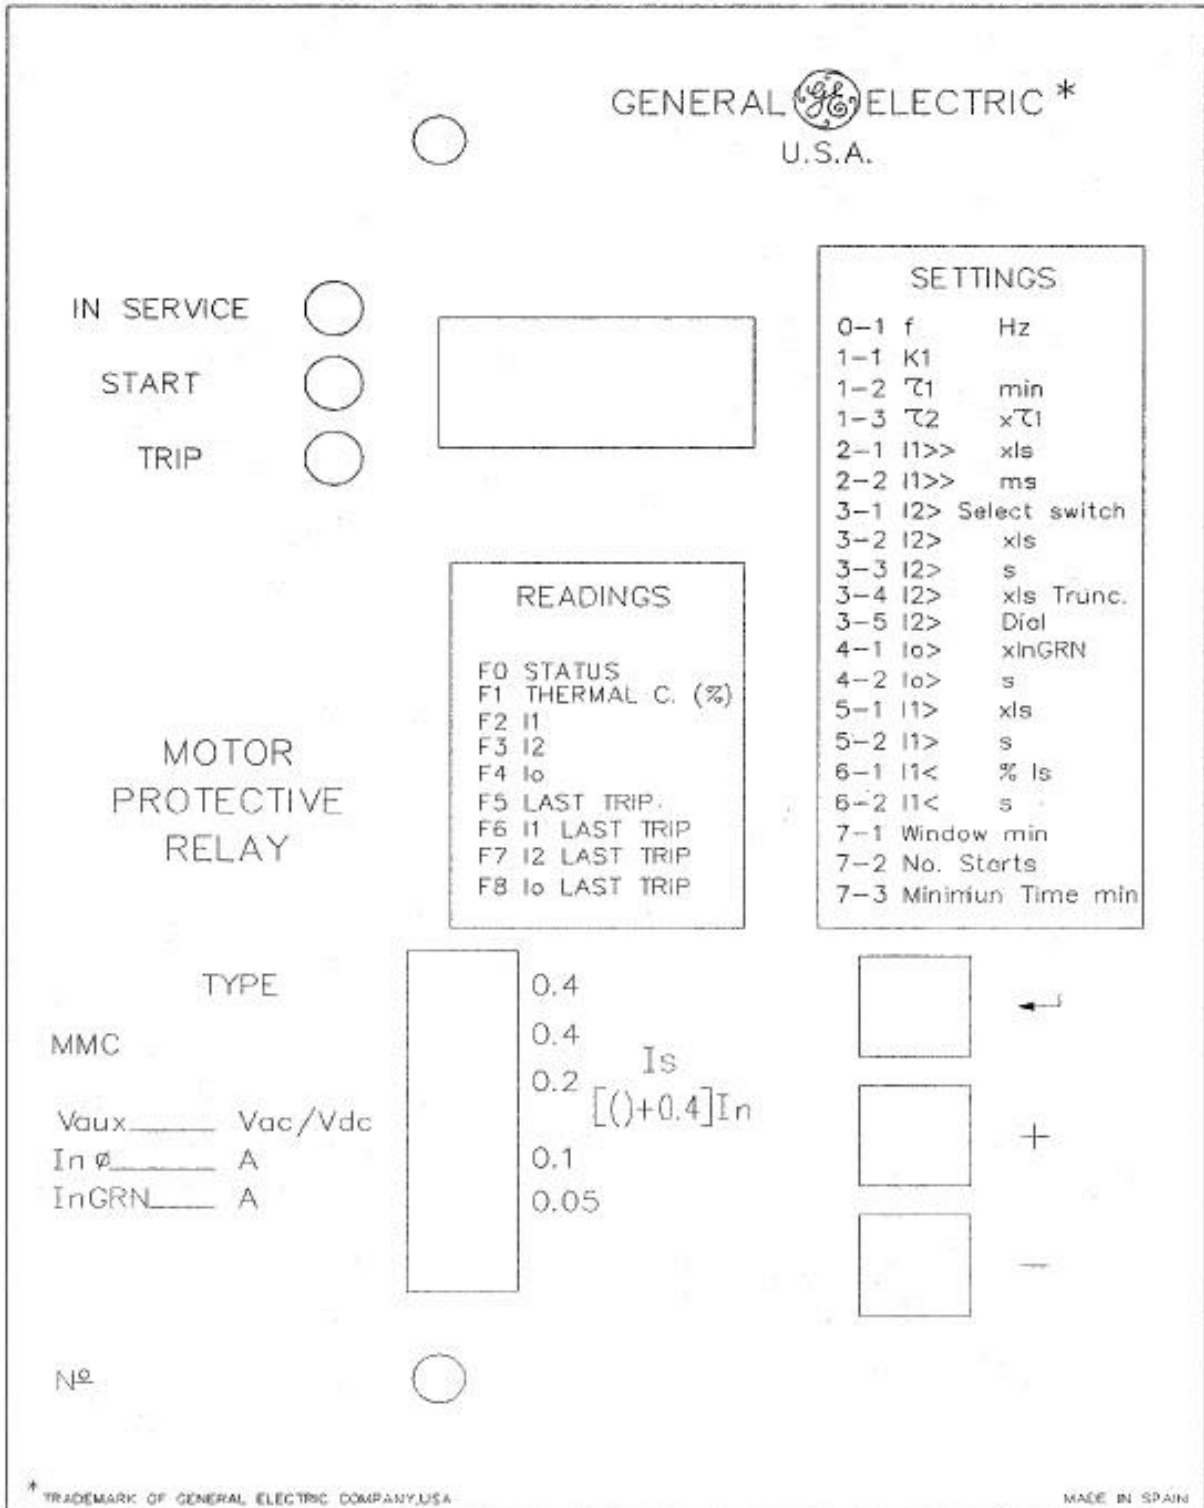 GENERAL GE ELECTRIC *
U.S.A.
IN SERVICE
START
TRIP
SETTINGS
0-1 f Hz
1-1 K1
1-2 τ1 min
1-3 τ2 xτ1
2-1 I1>> xIs
2-2 I1>> ms
3-1 I2> Select switch
3-2 I2> xIs
3-3 I2> s
3-4 I2> xIs Trunc.
3-5 I2> Dial
4-1 Io> xInGRN
4-2 Io> s
5-1 I1> xIs
5-2 I1> s
6-1 I1< % Is
6-2 I1< s
7-1 Window min
7-2 No. Starts
7-3 Minimiun Time min
READINGS
F0 STATUS
F1 THERMAL C. (%)
F2 I1
F3 I2
F4 Io
F5 LAST TRIP.
F6 I1 LAST TRIP
F7 I2 LAST TRIP
F8 Io LAST TRIP
MOTOR
PROTECTIVE
RELAY
TYPE
MMC
Vaux____ Vac/Vdc
In ø____ A
InGRN____ A
0.4
0.4
0.2
0.1
0.05
Is
[()+0.4]In
+
−
Nº
* TRADEMARK OF GENERAL ELECTRIC COMPANY,USA
MADE IN SPAIN